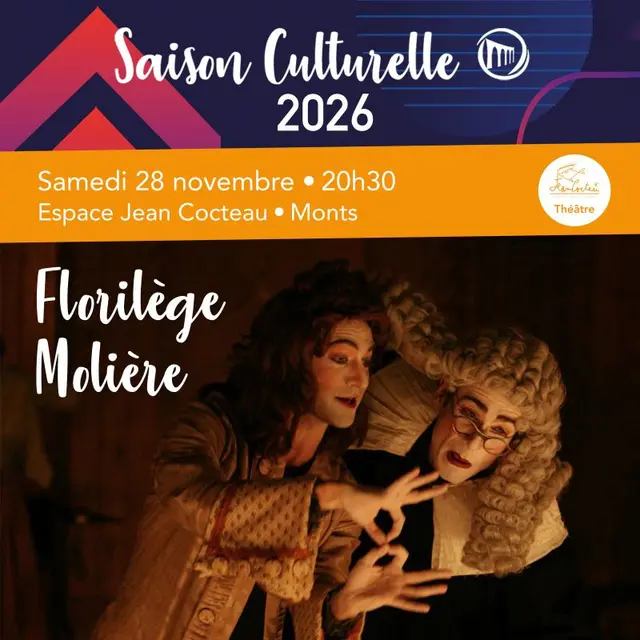 Saison Culturelle
2026
Samedi 28 novembre • 20h30
Espace Jean Cocteau • Monts
Théâtre
Florilège
Molière